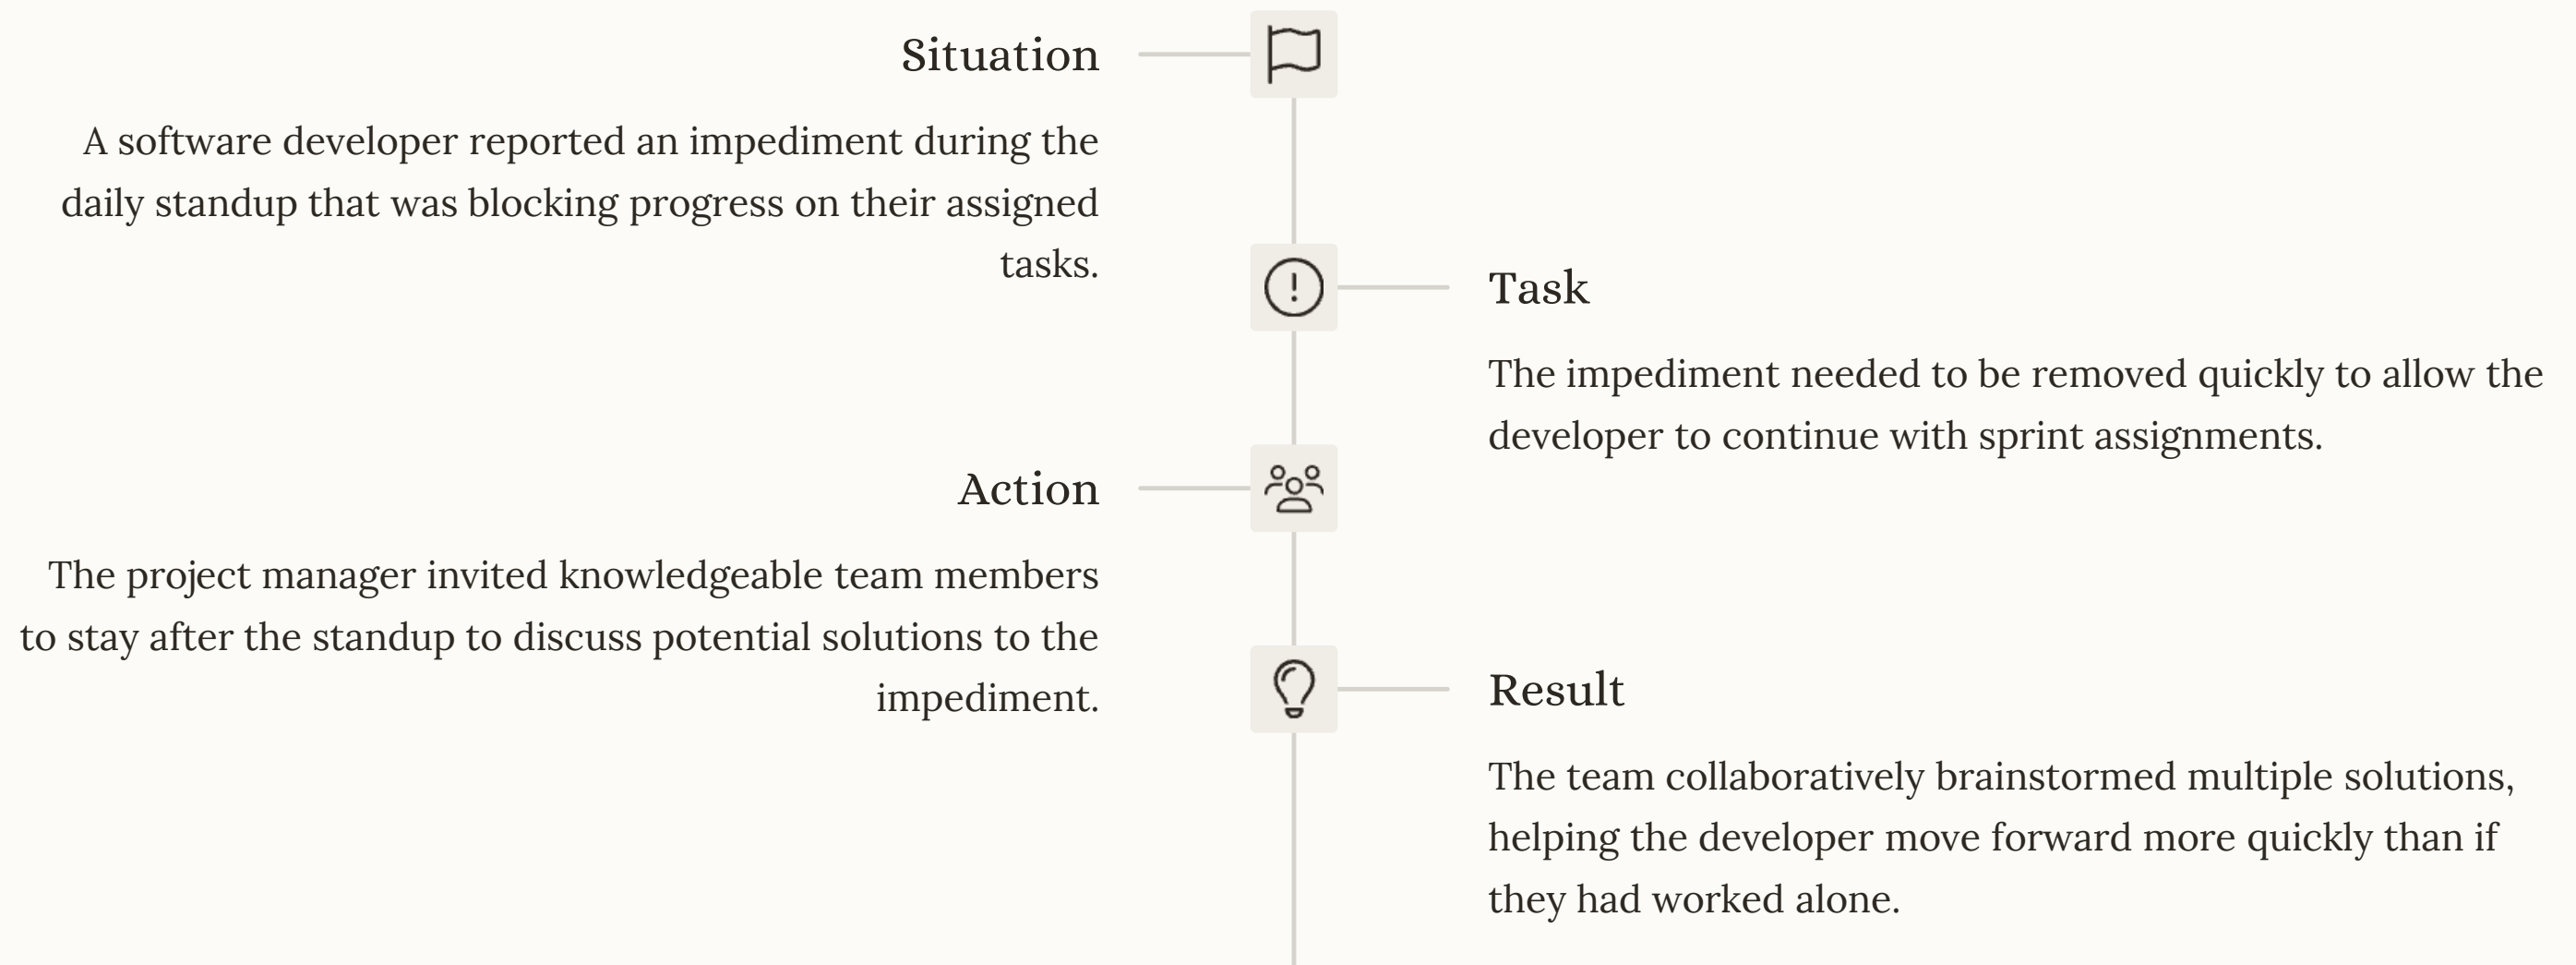 Situation
A software developer reported an impediment during the
daily standup that was blocking progress on their assigned
tasks.
Task
The impediment needed to be removed quickly to allow the
developer to continue with sprint assignments.
Action
The project manager invited knowledgeable team members
to stay after the standup to discuss potential solutions to the
impediment.
Result
The team collaboratively brainstormed multiple solutions,
helping the developer move forward more quickly than if
they had worked alone.